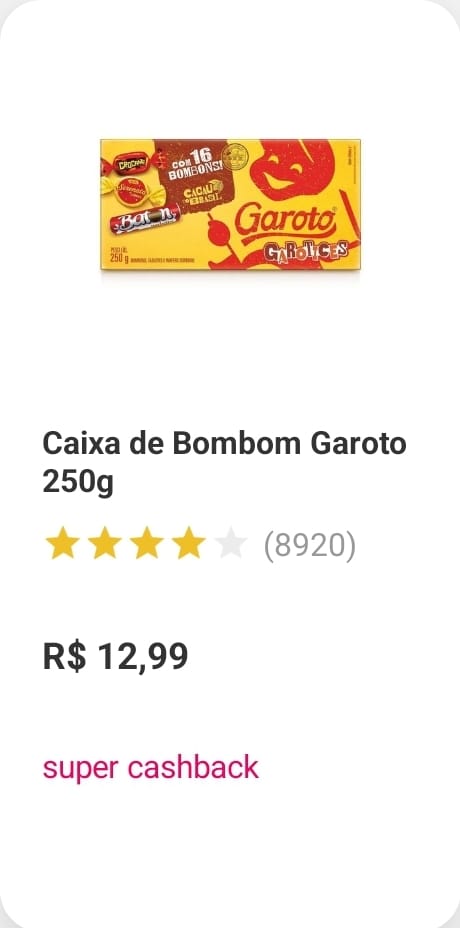 CROCANTE
COM 16
BOMBONS!
Serenata
CACAU
DO BRASIL
Baton
Garoto
GAROTICES
PESO LÍQ.
250 g
Caixa de Bombom Garoto
250g
(8920)
R$ 12,99
super cashback